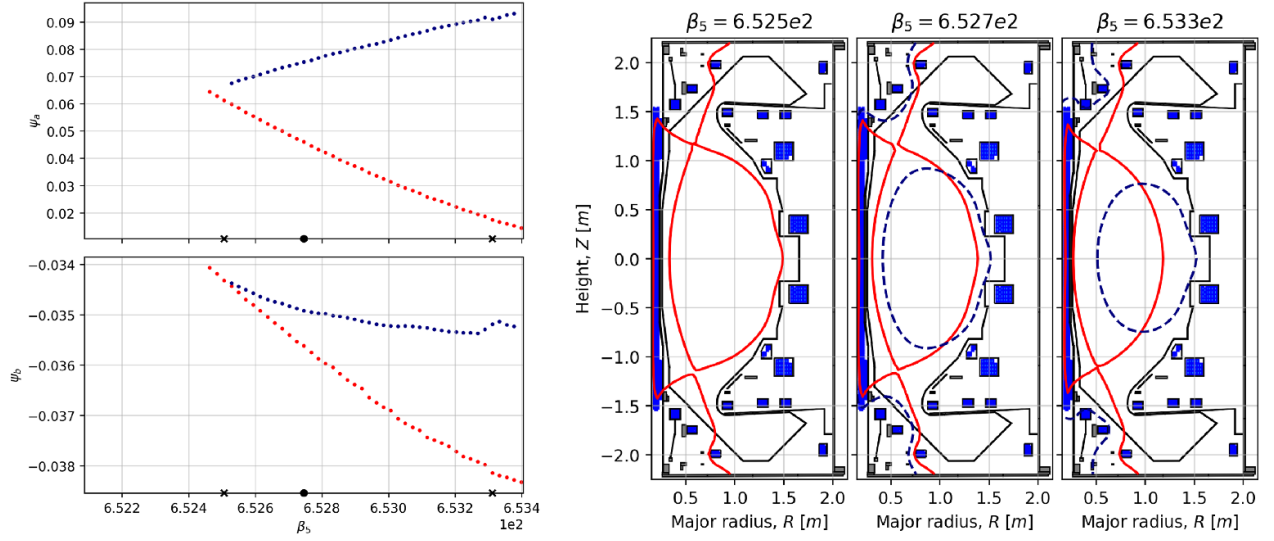 0.09
0.08
0.07
0.06
0.05
0.04
0.03
0.02
ψₐ
−0.034
−0.035
−0.036
−0.037
−0.038
ψ_b
6.522 6.524 6.526 6.528 6.530 6.532 6.534
1e2
β₅
β₅ = 6.525e2 β₅ = 6.527e2 β₅ = 6.533e2
2.0
1.5
1.0
0.5
0.0
−0.5
−1.0
−1.5
−2.0
Height, Z [m]
0.5 1.0 1.5 2.0 0.5 1.0 1.5 2.0 0.5 1.0 1.5 2.0
Major radius, R [m] Major radius, R [m] Major radius, R [m]